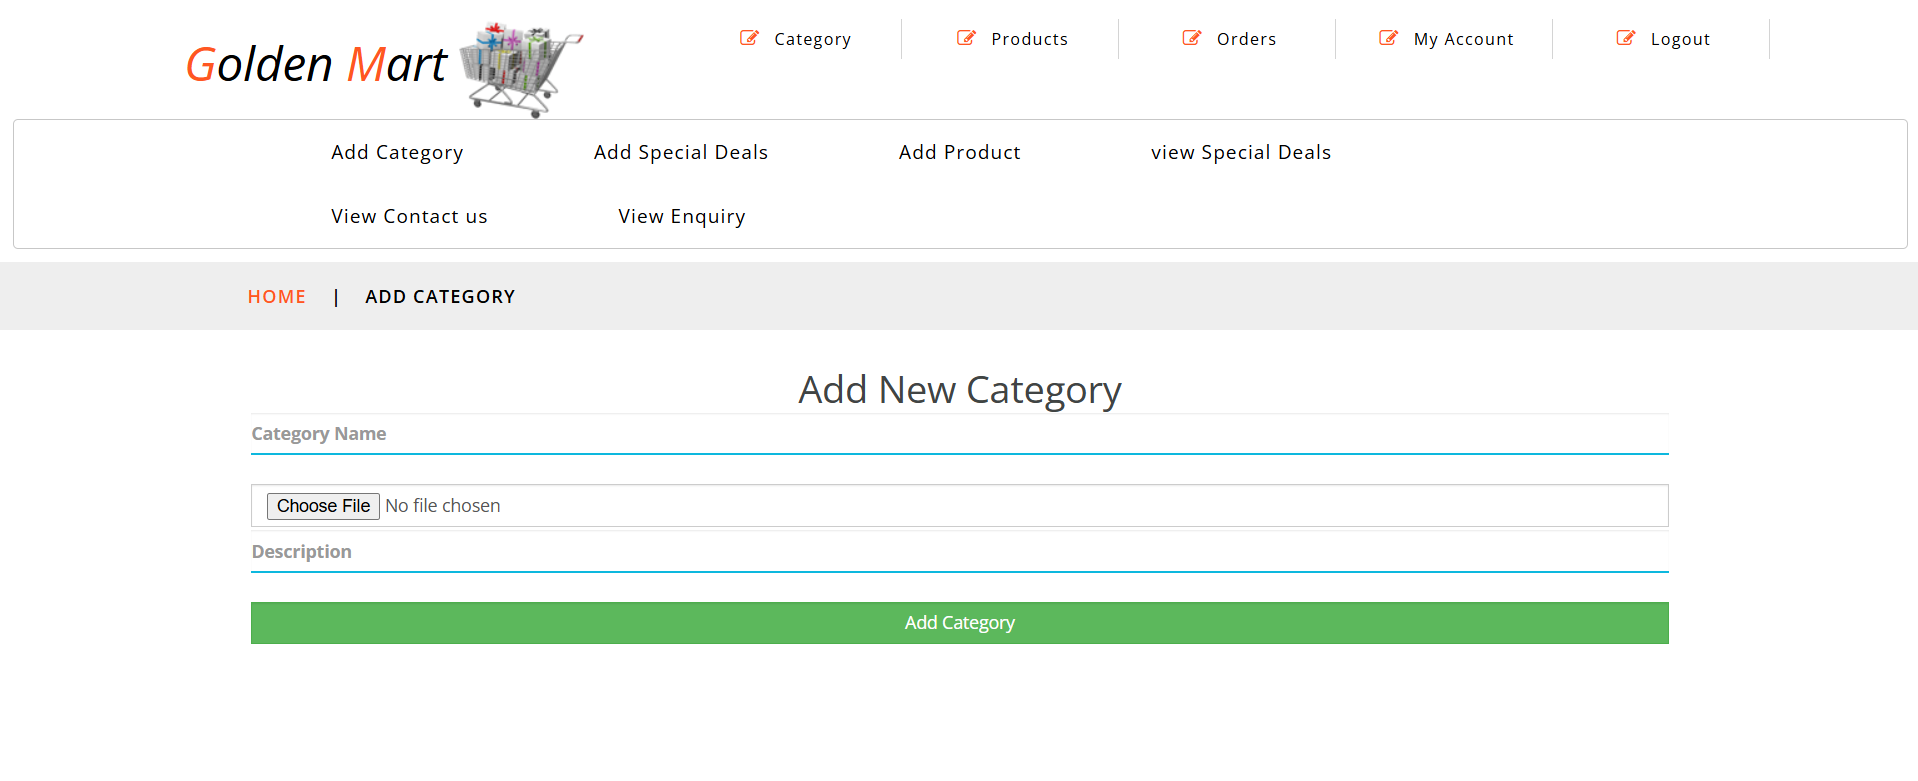 Golden Mart
Category Products Orders My Account Logout
Add Category Add Special Deals Add Product view Special Deals
View Contact us View Enquiry
HOME | ADD CATEGORY
Add New Category
Category Name
Choose File No file chosen
Description
Add Category